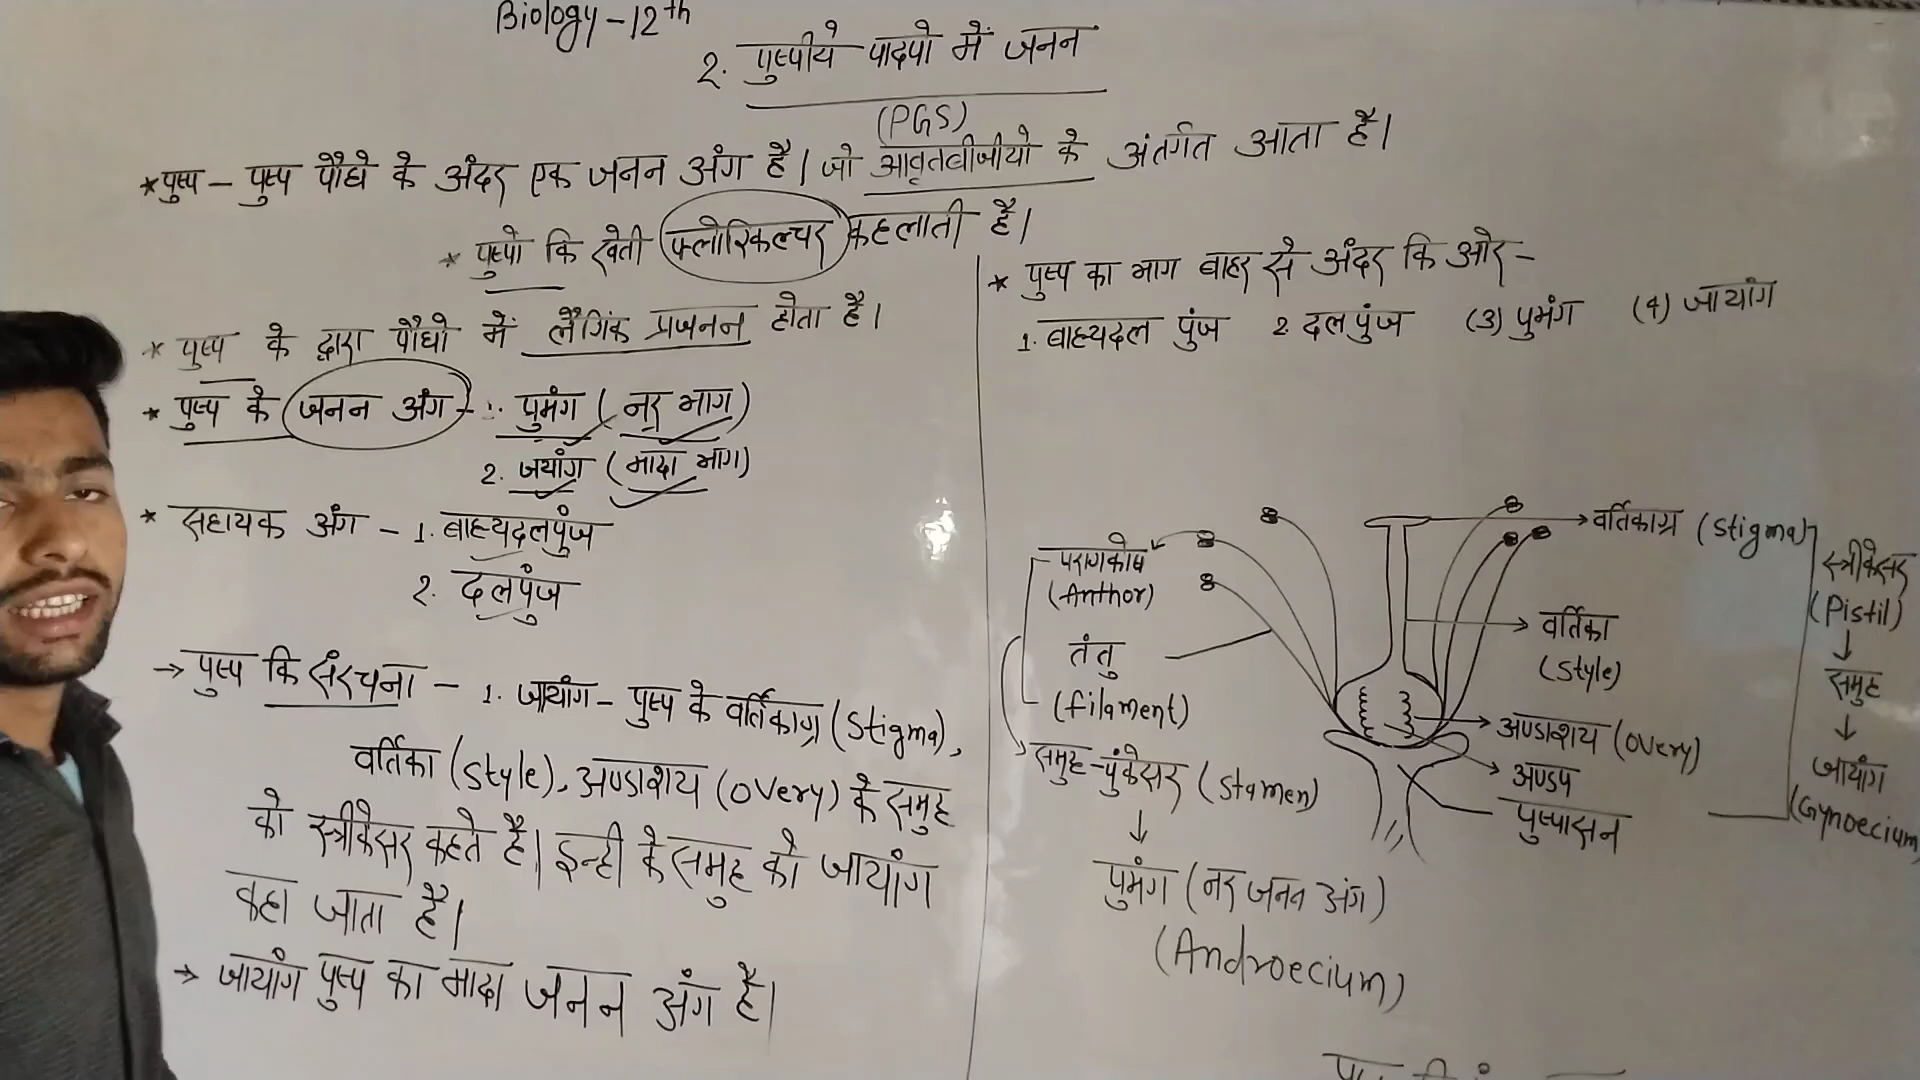 Biology-12th
2. पुष्पीये पादपो में जनन
(PGS)
*पुष्प - पुष्प पौधे के अंदर एक जनन अंग है। जो आवृतबीजीयो के अंतर्गत आता है।
* पुष्पो कि खेती फ्लोरिकल्चर कहलाती है।
* पुष्प के द्वारा पौधो में लैंगिक प्रजनन होता है।
* पुष्प के जनन अंग - 1. पुमंग (नर भाग)
2. जयांग (मादा भाग)
* सहायक अंग - 1. बाह्यदलपुंज
2. दलपुंज
→ पुष्प कि संरचना - 1. जायांग - पुष्प के वर्तिकाग्र (Stigma),
वर्तिका (Style), अण्डाशय (Overy) के समुह
को स्त्रीकेसर कहते है। इन्ही के समुह को जायांग
कहा जाता है।
→ जायांग पुष्प का मादा जनन अंग है।
* पुष्प का भाग बाहर से अंदर कि ओर -
1. बाह्यदल पुंज 2 दलपुंज (3) पुमंग (4) जायांग
परागकोष
(Anthor)
तंतु
(filament)
समुह-पुंकेसर (Stamen)
↓
पुमंग (नर जनन अंग)
(Androecium)
वर्तिकाग्र (Stigma)
वर्तिका
(Style)
अण्डाशय (Overy)
अण्डप
पुष्पासन
स्त्रीकेसर
(Pistil)
↓
समुह
↓
जायांग
(Gynoecium